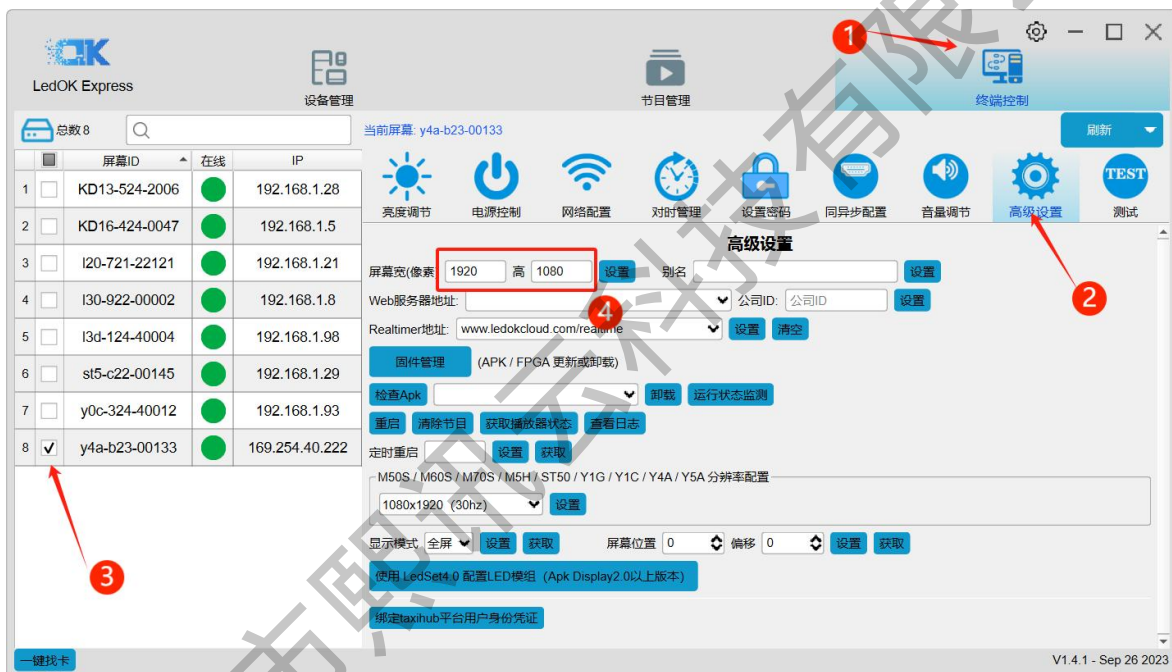 OK
LedOK Express
设备管理
节目管理
终端控制
1
总数 8
当前屏幕: y4a-b23-00133
刷新
屏幕ID 在线 IP
1 KD13-524-2006 192.168.1.28
2 KD16-424-0047 192.168.1.5
3 l20-721-22121 192.168.1.21
4 l30-922-00002 192.168.1.8
5 l3d-124-40004 192.168.1.98
6 st5-c22-00145 192.168.1.29
7 y0c-324-40012 192.168.1.93
8 y4a-b23-00133 169.254.40.222
3
一键找卡
TEST
亮度调节 电源控制 网络配置 对时管理 设置密码 同异步配置 音量调节 高级设置 测试
2
高级设置
屏幕宽(像素 1920 高 1080 设置 别名 设置
4
Web服务器地址: 公司ID: 公司ID 设置
Realtimer地址: www.ledokcloud.com/realtime 设置 清空
固件管理 (APK / FPGA 更新或卸载)
检查Apk 卸载 运行状态监测
重启 清除节目 获取播放器状态 查看日志
定时重启 设置 获取
M50S / M60S / M70S / M5H / ST50 / Y1G / Y1C / Y4A / Y5A 分辨率配置
1080x1920 (30hz) 设置
显示模式 全屏 设置 获取 屏幕位置 0 偏移 0 设置 获取
使用 LedSet4.0 配置LED模组 (Apk Display2.0以上版本)
绑定taxihub平台用户身份凭证
V1.4.1 - Sep 26 2023
市熙讯云科技有限